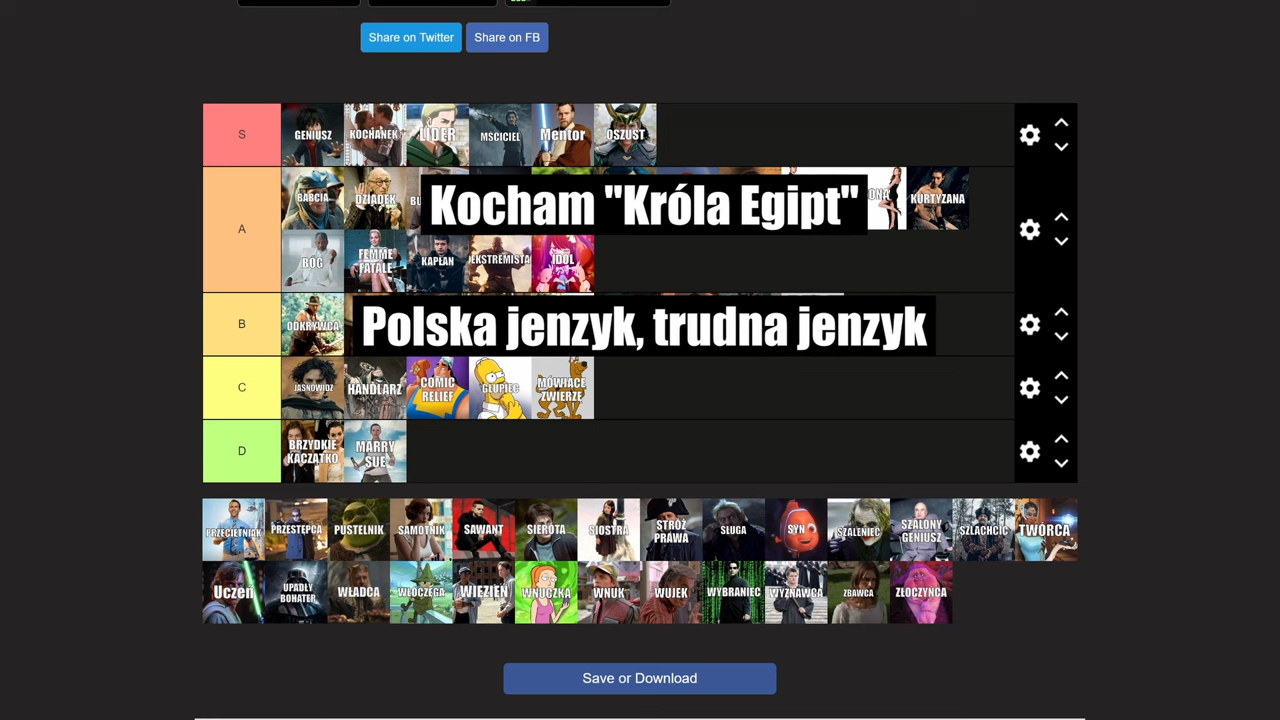 Share on Twitter Share on FB
S GENIUSZ KOCHANEK LIDER MŚCICIEL Mentor OSZUST
A BABCIA DZIADEK KURTYZANA
Kocham "Króla Egipt"
BÓG FEMME FATALE KAPŁAN EKSTREMISTA IDOL
B ODKRYWCA
Polska jenzyk, trudna jenzyk
C JASNOWIDZ HANDLARZ COMIC RELIEF GŁUPIEC MÓWIĄCE ZWIERZE
D BRZYDKIE KACZĄTKO MARRY SUE
PRZECIĘTNIAK PRZESTĘPCA PUSTELNIK SAMOTNIK SAWANT SIEROTA SIOSTRA STRÓŻ PRAWA SŁUGA SYN SZALENIEC SZALONY GENIUSZ SZLACHCIC TWÓRCA
Uczeń UPADŁY BOHATER WŁADCA WŁÓCZĘGA WIĘZIEŃ WNUCZKA WNUK WUJEK WYBRANIEC WYZNAWCA ZBAWCA ZŁOCZYŃCA
Save or Download